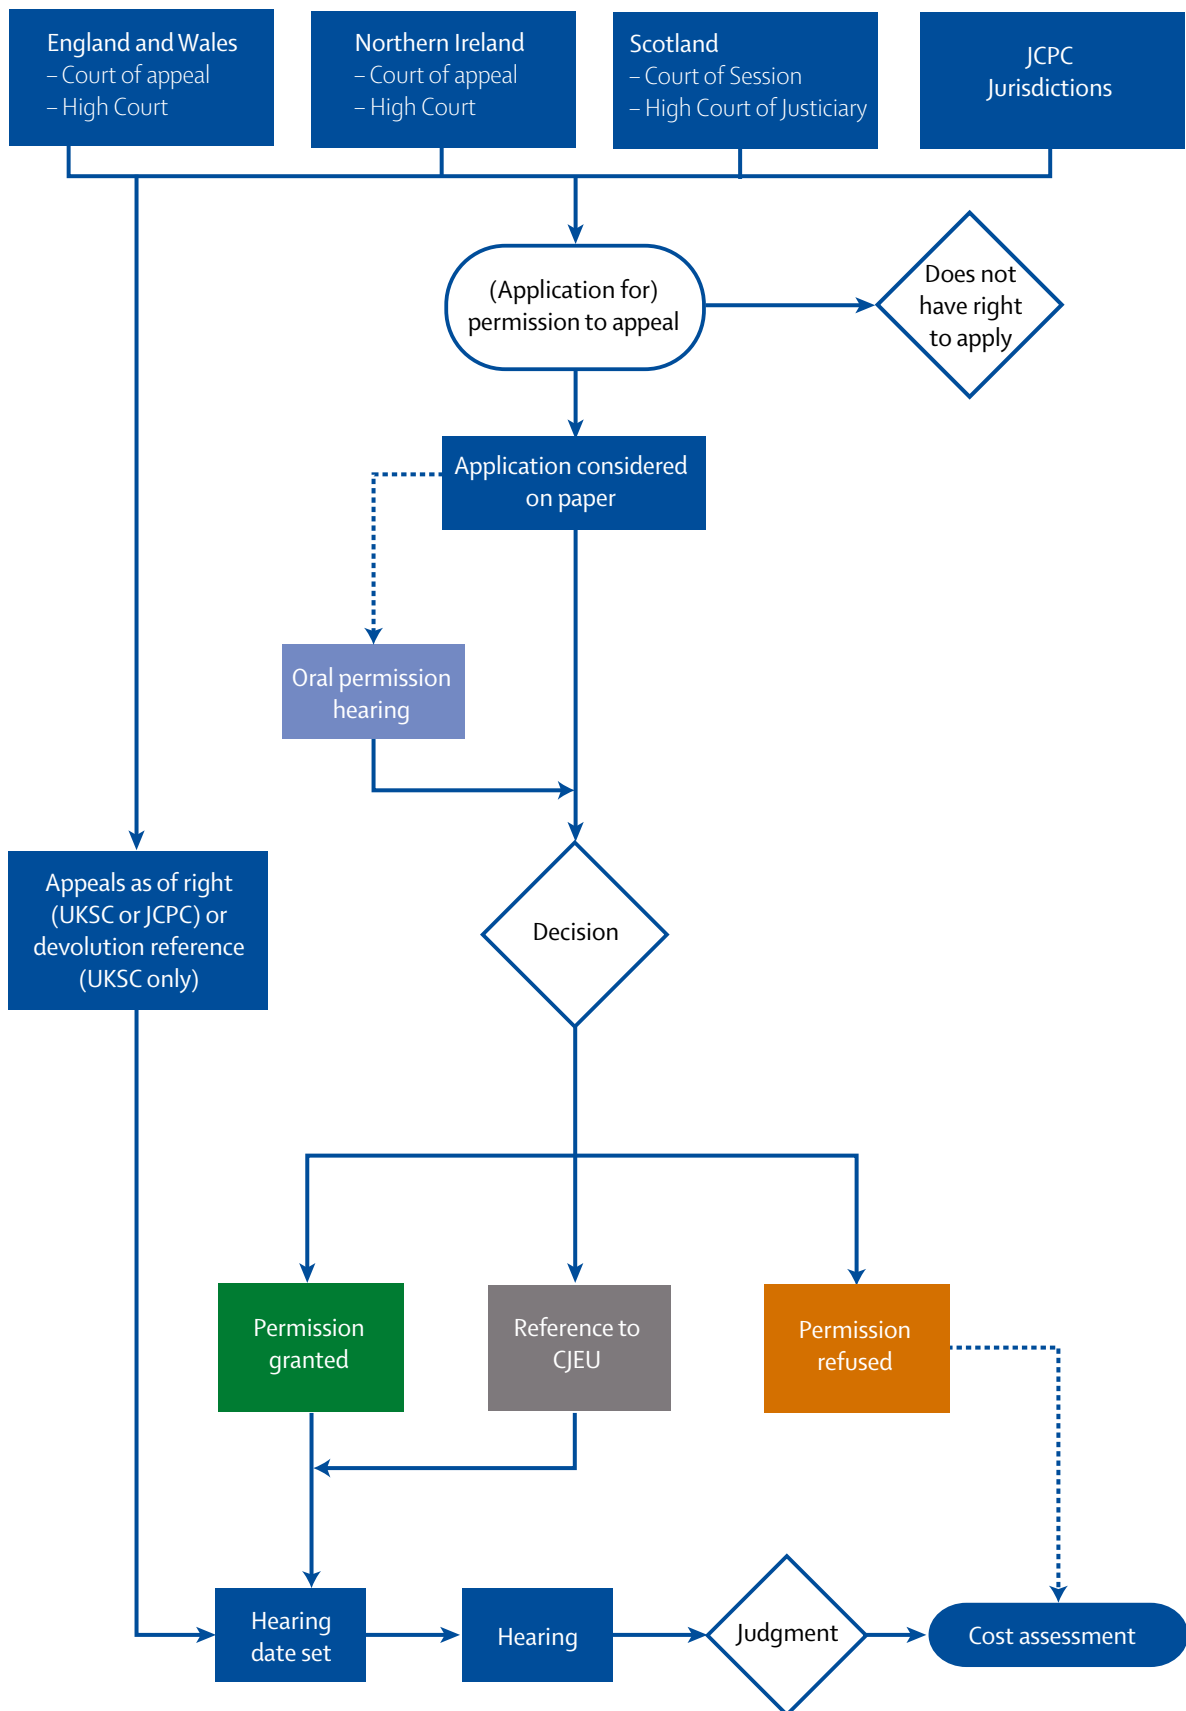 England and Wales
– Court of appeal
– High Court
Northern Ireland
– Court of appeal
– High Court
Scotland
– Court of Session
– High Court of Justiciary
JCPC
Jurisdictions
(Application for)
permission to appeal
Does not
have right
to apply
Application considered
on paper
Oral permission
hearing
Appeals as of right
(UKSC or JCPC) or
devolution reference
(UKSC only)
Decision
Permission
granted
Reference to
CJEU
Permission
refused
Hearing
date set
Hearing
Judgment
Cost assessment